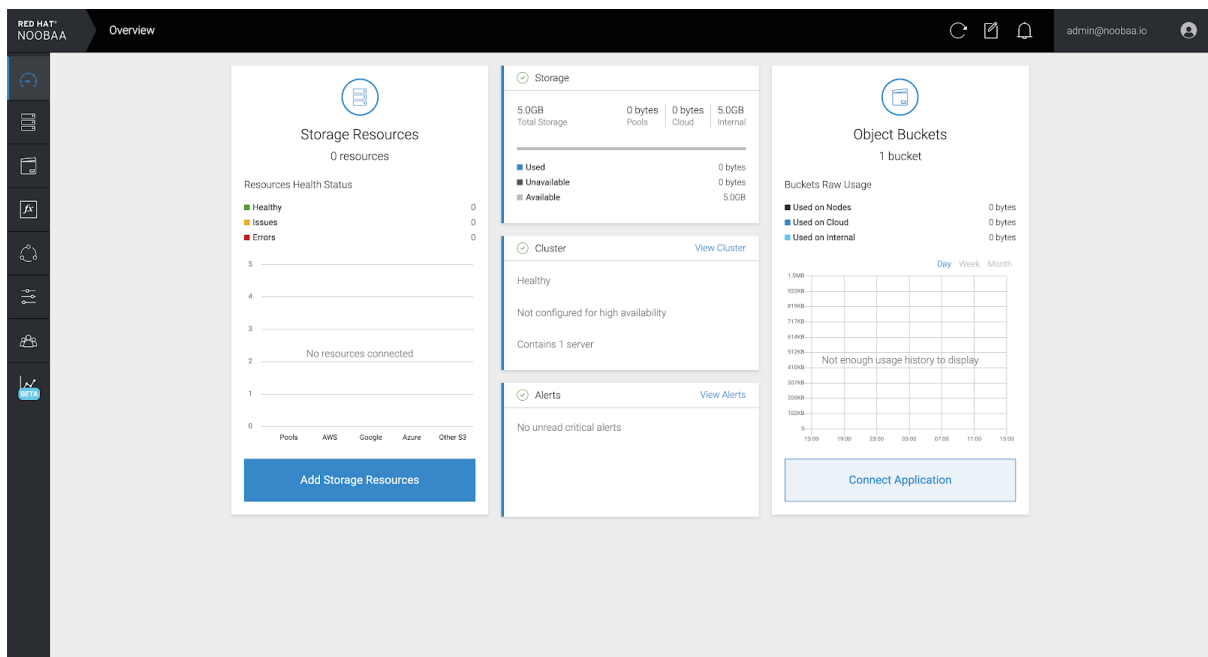 RED HAT®
NOOBAA
Overview
admin@noobaa.io
BETA
Storage Resources
0 resources
Resources Health Status
Healthy 0
Issues 0
Errors 0
5
4
3
2
1
0
No resources connected
Pools AWS Google Azure Other S3
Add Storage Resources
Storage
5.0GB 0 bytes 0 bytes 5.0GB
Total Storage Pools Cloud Internal
Used 0 bytes
Unavailable 0 bytes
Available 5.0GB
Cluster View Cluster
Healthy
Not configured for high availability
Contains 1 server
Alerts View Alerts
No unread critical alerts
Object Buckets
1 bucket
Buckets Raw Usage
Used on Nodes 0 bytes
Used on Cloud 0 bytes
Used on Internal 0 bytes
Day Week Month
1.0MB
922KB
819KB
717KB
614KB
512KB
410KB
307KB
205KB
102KB
0
Not enough usage history to display
15:00 19:00 23:00 03:00 07:00 11:00 15:00
Connect Application